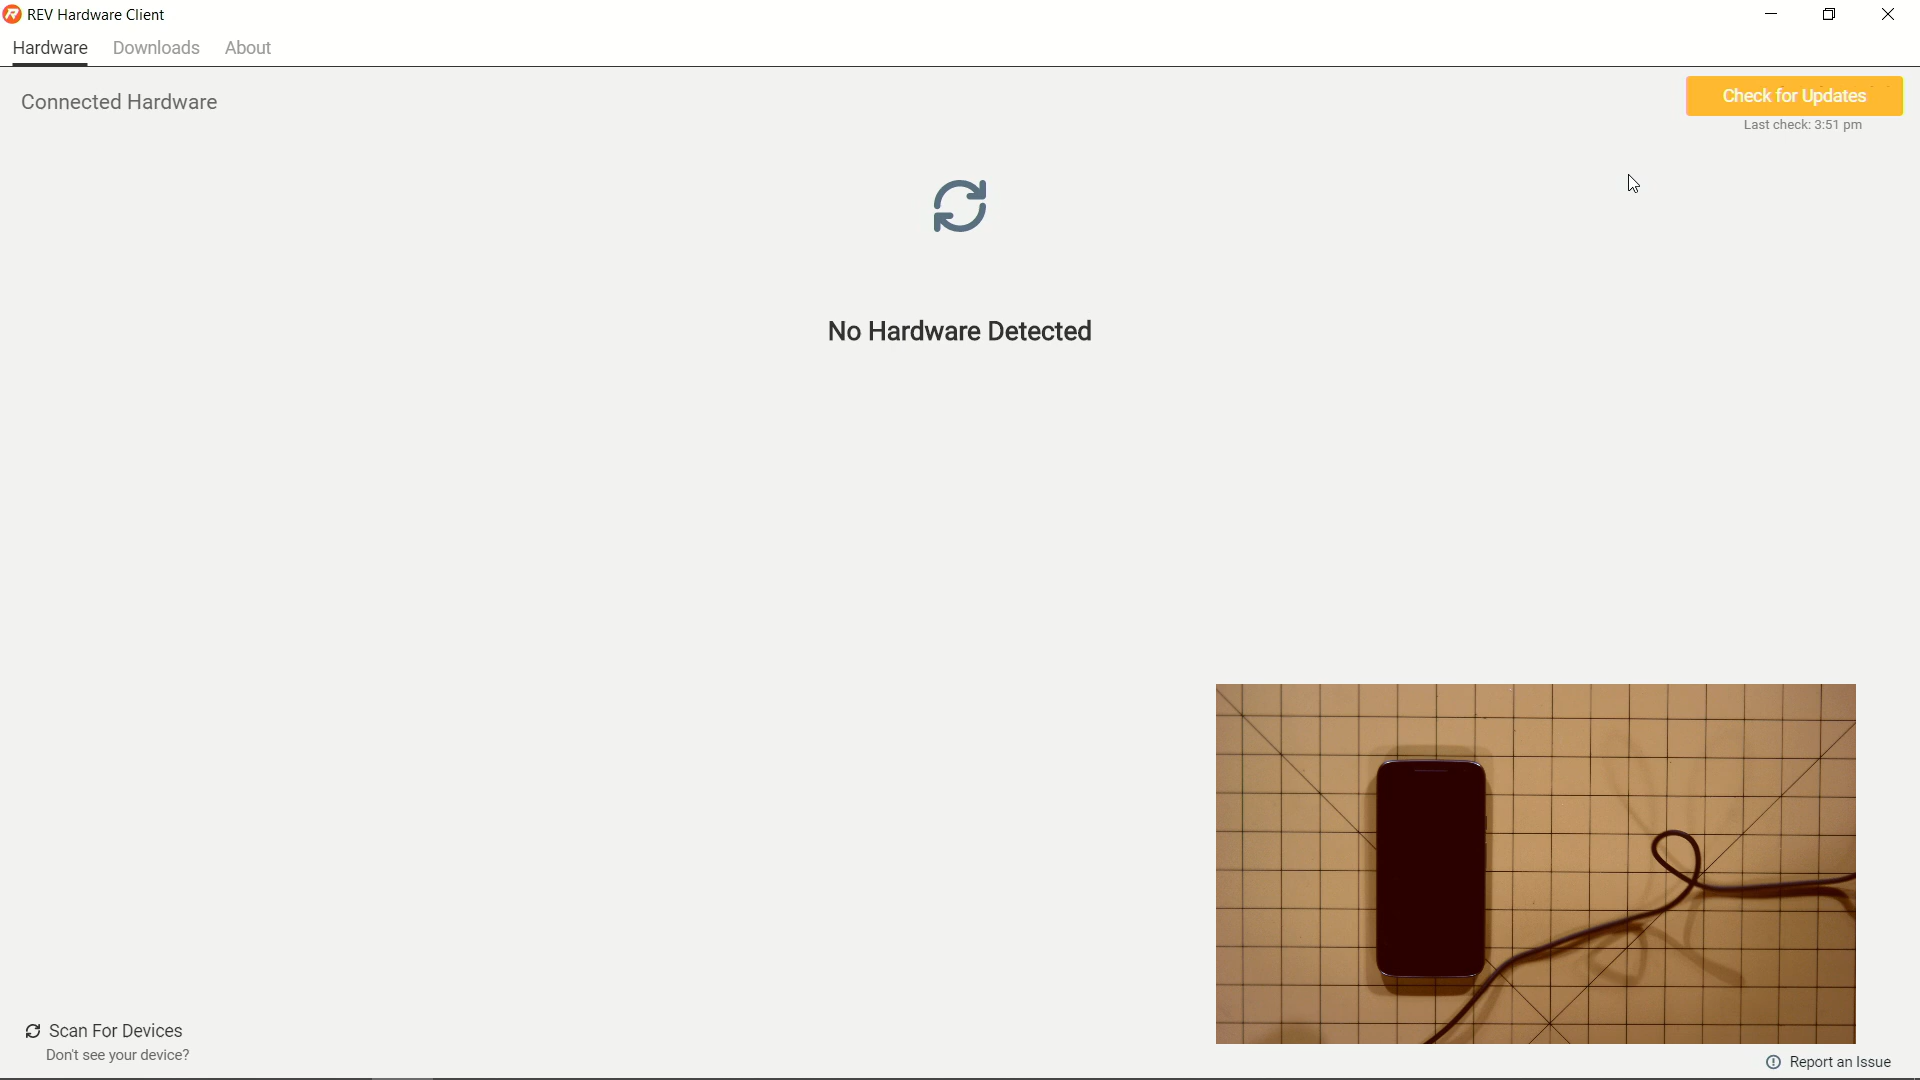 REV Hardware Client
Hardware Downloads About
Connected Hardware
Check for Updates
Last check: 3:51 pm
No Hardware Detected
Scan For Devices
Don't see your device?
Report an Issue